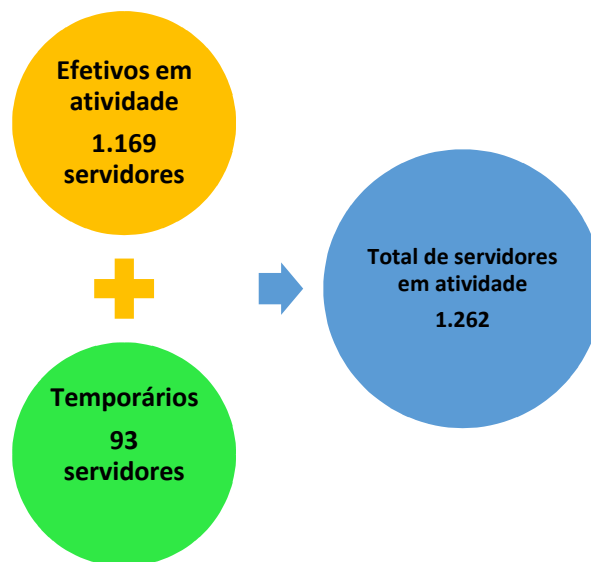 Efetivos em
atividade
1.169
servidores
Total de servidores
em atividade
1.262
Temporários
93
servidores